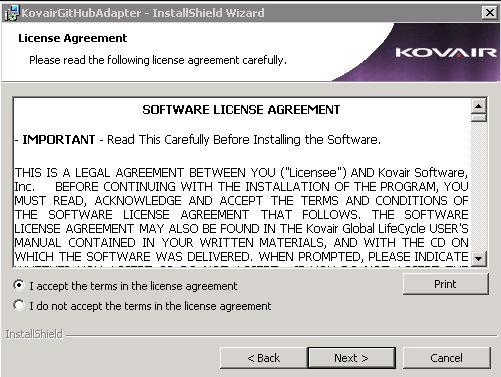 KovairGitHubAdapter - InstallShield Wizard
License Agreement
Please read the following license agreement carefully.
KOVAIR
SOFTWARE LICENSE AGREEMENT
- IMPORTANT - Read This Carefully Before Installing the Software.
THIS IS A LEGAL AGREEMENT BETWEEN YOU ("Licensee") AND Kovair Software,
Inc. BEFORE CONTINUING WITH THE INSTALLATION OF THE PROGRAM, YOU
MUST READ, ACKNOWLEDGE AND ACCEPT THE TERMS AND CONDITIONS OF
THE SOFTWARE LICENSE AGREEMENT THAT FOLLOWS. THE SOFTWARE
LICENSE AGREEMENT MAY ALSO BE FOUND IN THE Kovair Global LifeCycle USER'S
MANUAL CONTAINED IN YOUR WRITTEN MATERIALS, AND WITH THE CD ON
WHICH THE SOFTWARE WAS DELIVERED. WHEN PROMPTED, PLEASE INDICATE
I accept the terms in the license agreement
Print
I do not accept the terms in the license agreement
InstallShield
< Back
Next >
Cancel